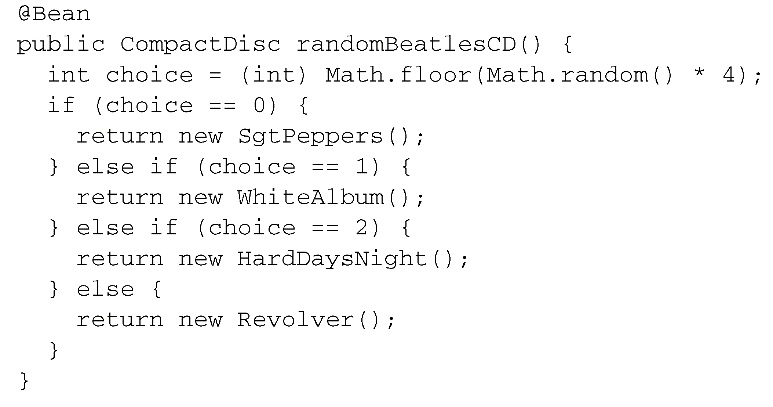 @Bean
public CompactDisc randomBeatlesCD() {
  int choice = (int) Math.floor(Math.random() * 4);
  if (choice == 0) {
    return new SgtPeppers();
  } else if (choice == 1) {
    return new WhiteAlbum();
  } else if (choice == 2) {
    return new HardDaysNight();
  } else {
    return new Revolver();
  }
}